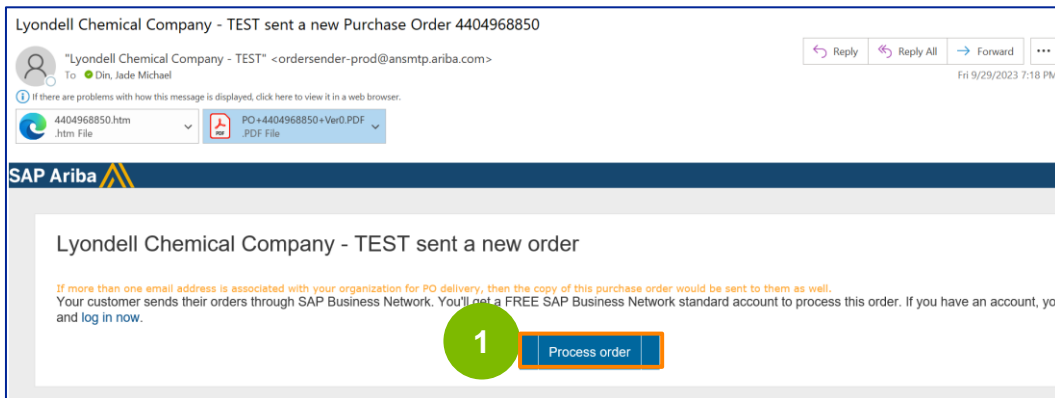 Lyondell Chemical Company - TEST sent a new Purchase Order 4404968850
"Lyondell Chemical Company - TEST" <ordersender-prod@ansmtp.ariba.com>
To Din, Jade Michael
Reply
Reply All
Forward
Fri 9/29/2023 7:18 PM
If there are problems with how this message is displayed, click here to view it in a web browser.
4404968850.htm
.htm File
PDF
PO+4404968850+Ver0.PDF
.PDF File
SAP Ariba
Lyondell Chemical Company - TEST sent a new order
If more than one email address is associated with your organization for PO delivery, then the copy of this purchase order would be sent to them as well.
Your customer sends their orders through SAP Business Network. You'll get a FREE SAP Business Network standard account to process this order. If you have an account, yo
and log in now.
1
Process order